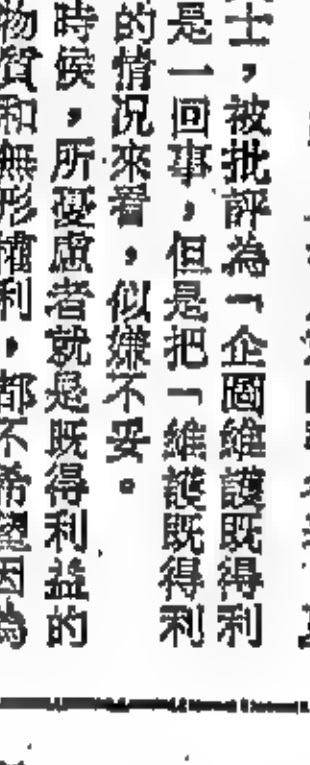 士，被批評為「企圖維護既得利
是一回事，但是把「維護既得利
的情況來看，似嫌不妥。
時候，所憂慮者就是既得利益的
物質和無形權利，都不希望因為